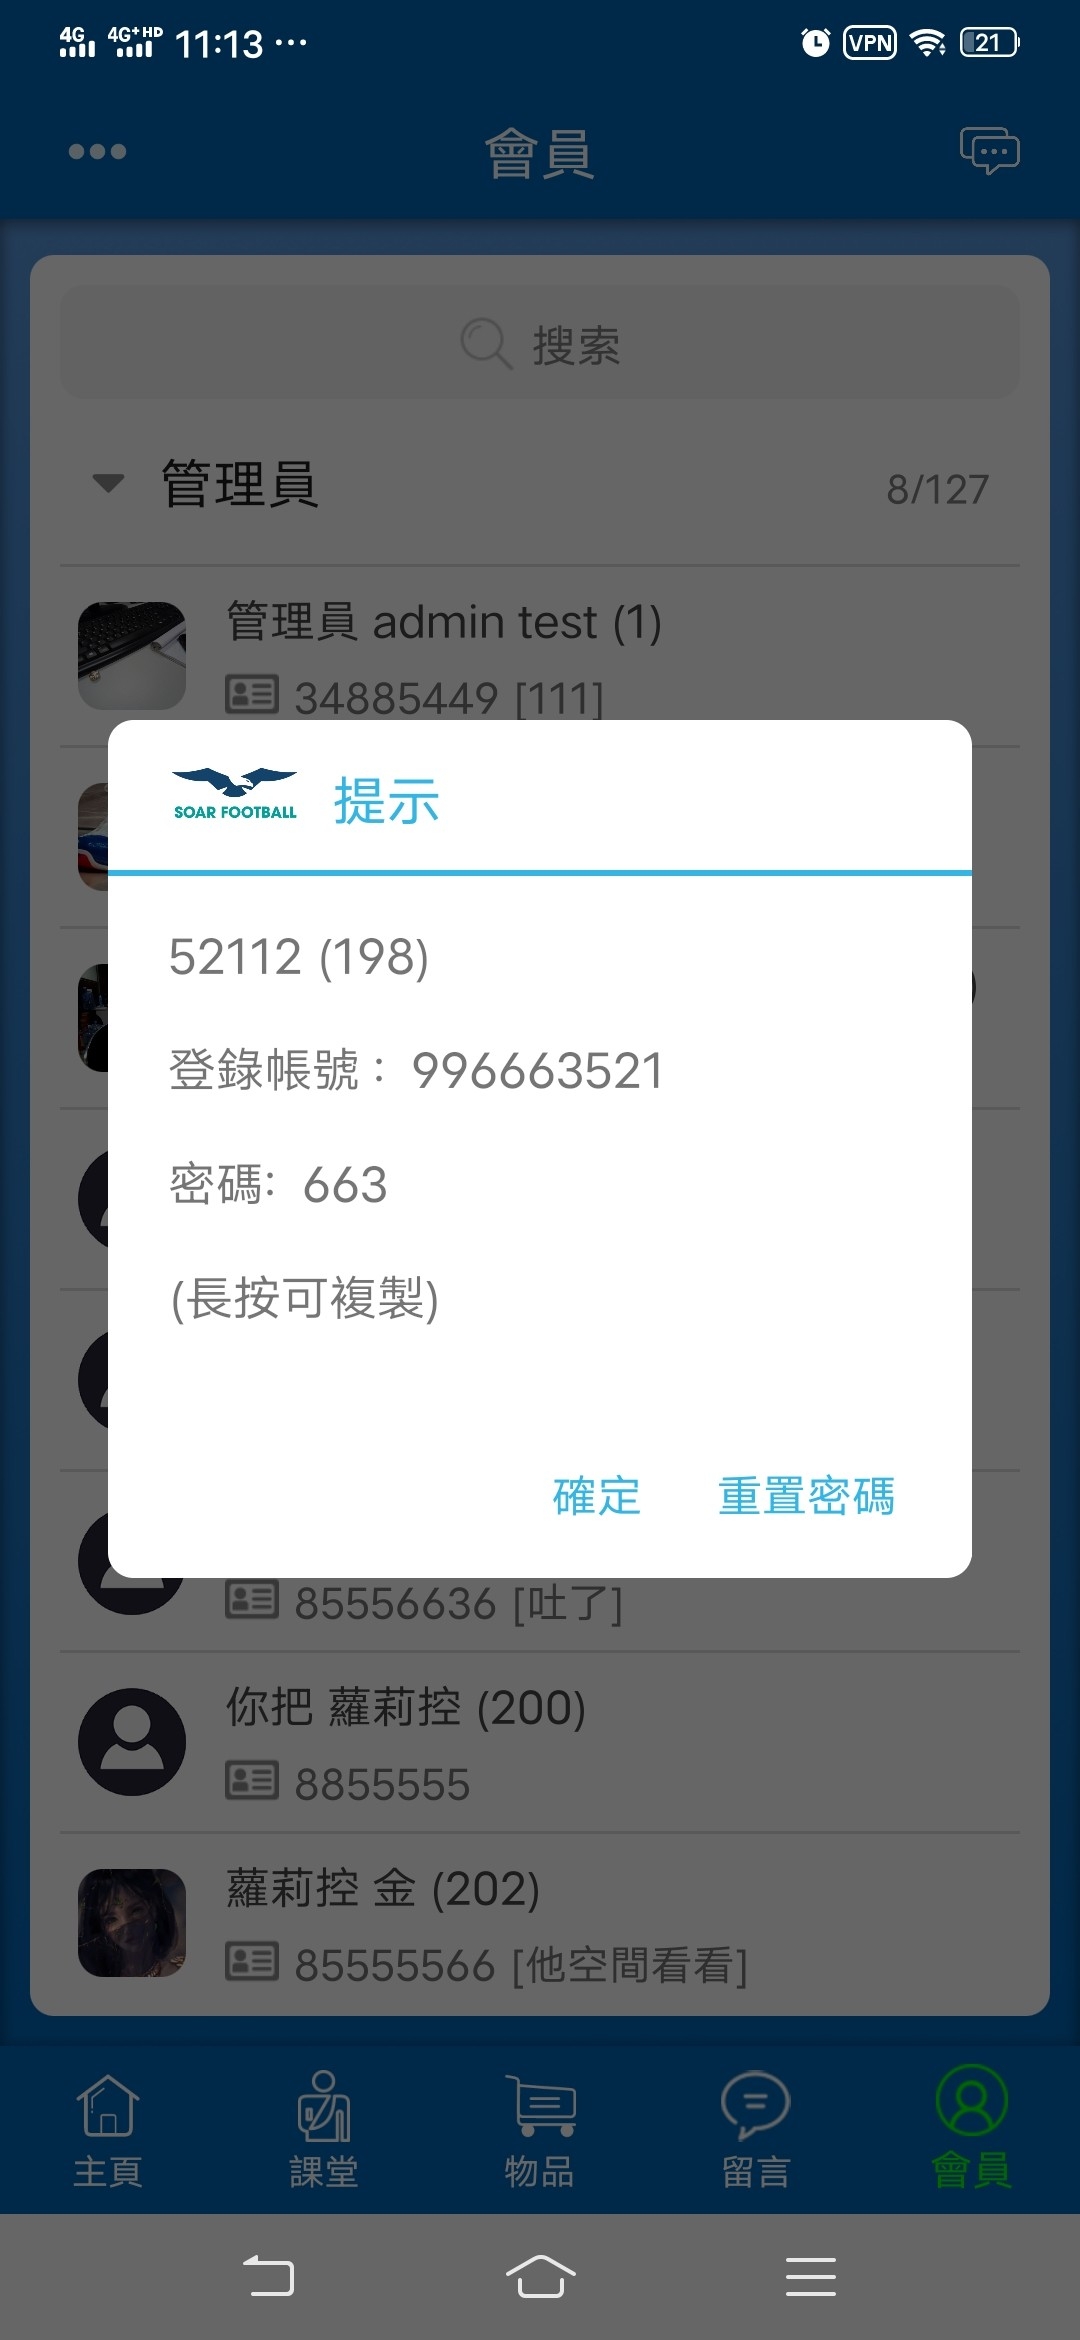 4G 4G+HD 11:13 ··· VPN 21
會員
搜索
管理員 8/127
管理員 admin test (1)
34885449 [111]
SOAR FOOTBALL 提示
52112 (198)
登錄帳號： 996663521
密碼: 663
(長按可複製)
確定 重置密碼
85556636 [吐了]
你把 蘿莉控 (200)
8855555
蘿莉控 金 (202)
85555566 [他空間看看]
主頁 課堂 物品 留言 會員